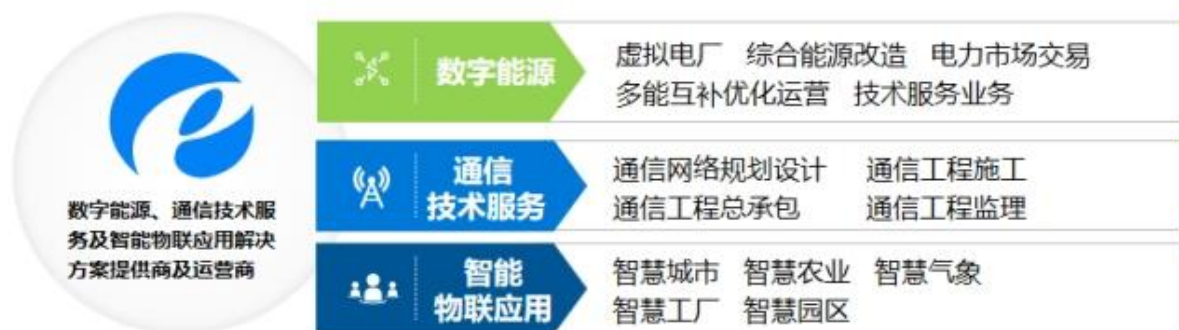 数字能源、通信技术服
务及智能物联应用解决
方案提供商及运营商
数字能源
虚拟电厂 综合能源改造 电力市场交易
多能互补优化运营 技术服务业务
通信
技术服务
通信网络规划设计 通信工程施工
通信工程总承包 通信工程监理
智能
物联应用
智慧城市 智慧农业 智慧气象
智慧工厂 智慧园区